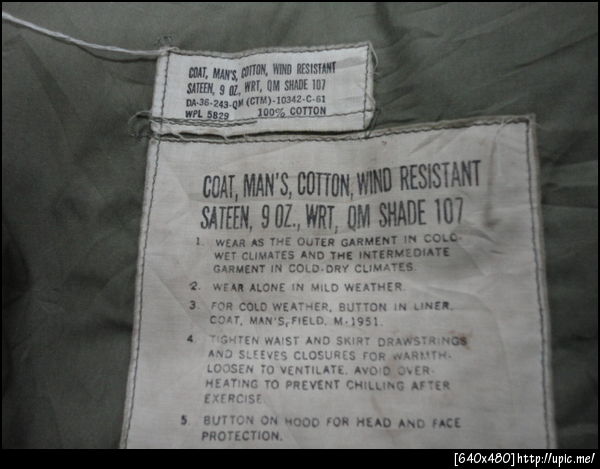 COAT, MAN'S, COTTON, WIND RESISTANT
SATEEN, 9 OZ., WRT, QM SHADE 107
DA-36-243-QM (CTM)-10342-C-61
WPL 5829 100% COTTON
COAT, MAN'S, COTTON, WIND RESISTANT
SATEEN, 9 OZ., WRT, QM SHADE 107
1. WEAR AS THE OUTER GARMENT IN COLD-
WET CLIMATES AND THE INTERMEDIATE
GARMENT IN COLD-DRY CLIMATES.
2. WEAR ALONE IN MILD WEATHER.
3. FOR COLD WEATHER, BUTTON IN LINER,
COAT, MAN'S, FIELD, M-1951.
4. TIGHTEN WAIST AND SKIRT DRAWSTRINGS
AND SLEEVES CLOSURES FOR WARMTH-
LOOSEN TO VENTILATE. AVOID OVER-
HEATING TO PREVENT CHILLING AFTER
EXERCISE.
5. BUTTON ON HOOD FOR HEAD AND FACE
PROTECTION.
[640x480]http://upic.me/